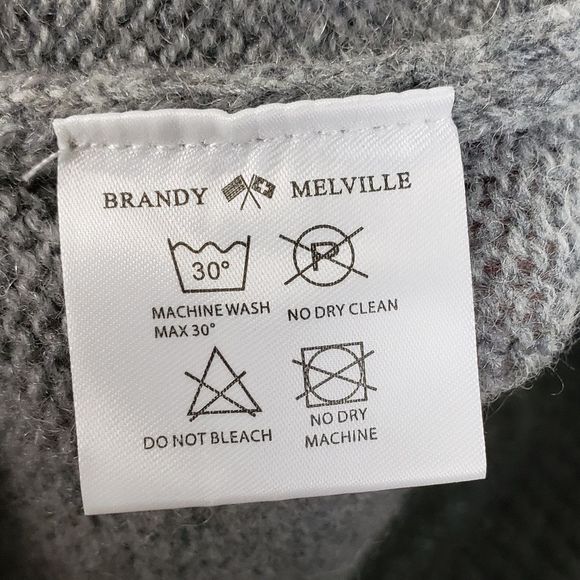 BRANDY MELVILLE
30° P
MACHINE WASH
MAX 30°
NO DRY CLEAN
DO NOT BLEACH
NO DRY
MACHINE